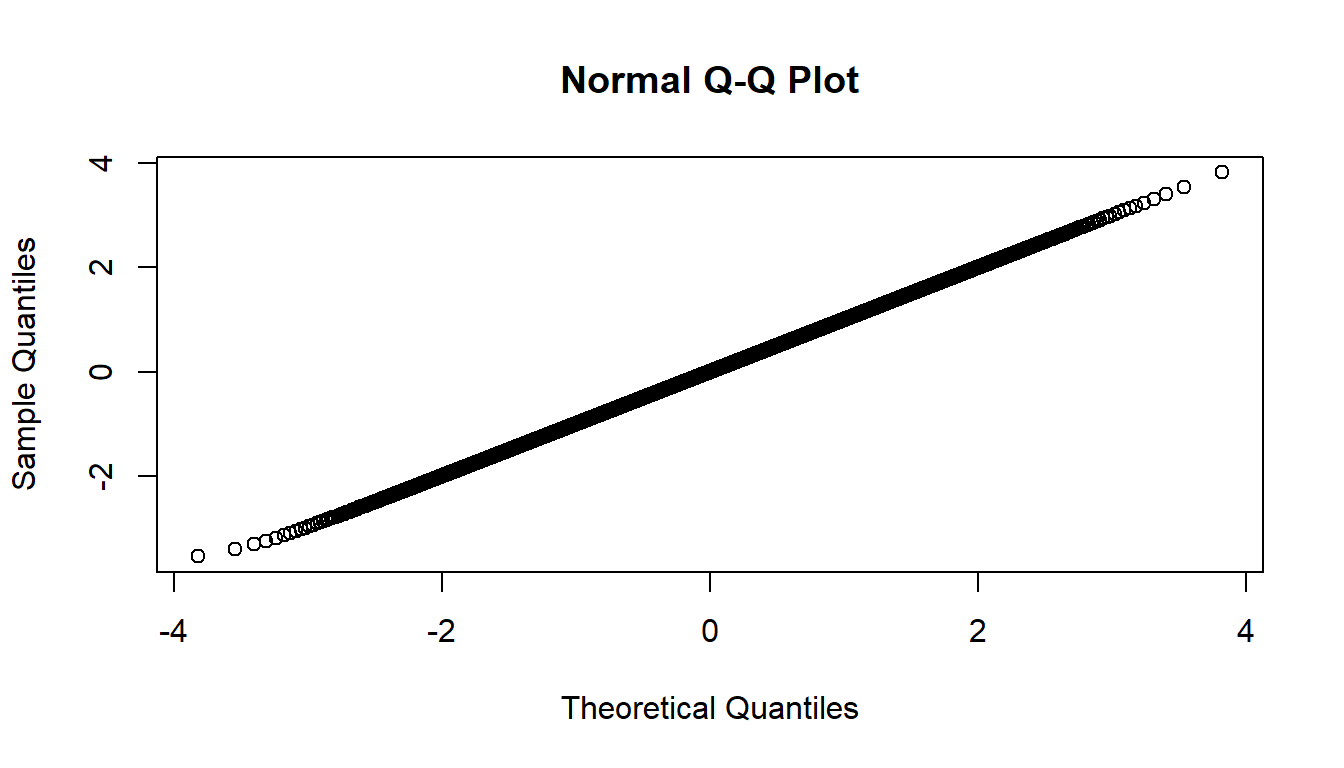 Normal Q-Q Plot
Sample Quantiles
4
2
0
-2
-4 -2 0 2 4
Theoretical Quantiles